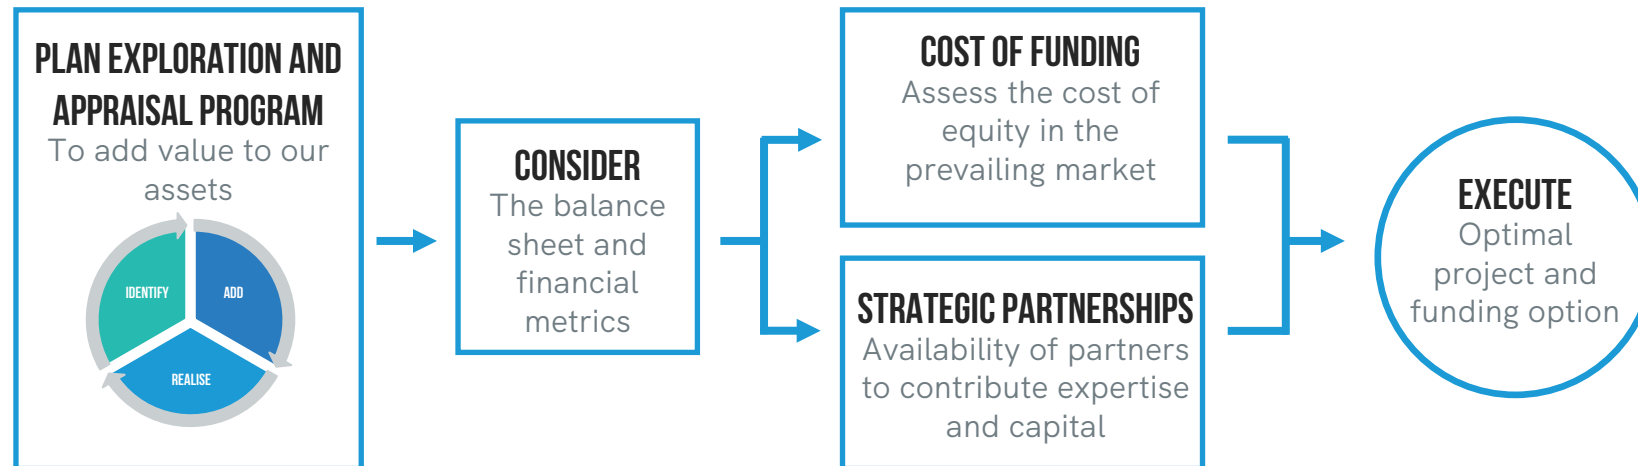 PLAN EXPLORATION AND
APPRAISAL PROGRAM
To add value to our
assets
IDENTIFY
ADD
REALISE
CONSIDER
The balance
sheet and
financial
metrics
COST OF FUNDING
Assess the cost of
equity in the
prevailing market
STRATEGIC PARTNERSHIPS
Availability of partners
to contribute expertise
and capital
EXECUTE
Optimal
project and
funding option